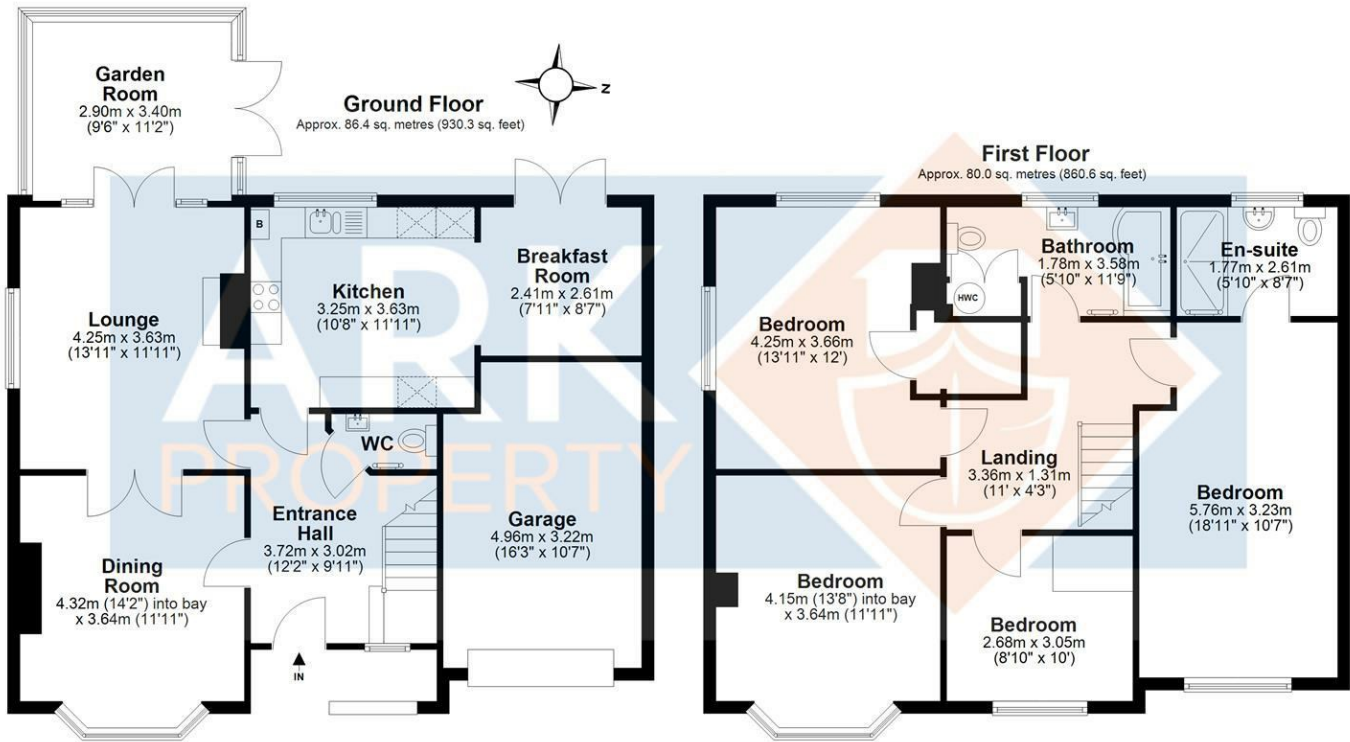 Garden
Room
2.90m x 3.40m
(9'6" x 11'2")
Ground Floor
Approx. 86.4 sq. metres (930.3 sq. feet)
N
B
Lounge
4.25m x 3.63m
(13'11" x 11'11")
Kitchen
3.25m x 3.63m
(10'8" x 11'11")
Breakfast
Room
2.41m x 2.61m
(7'11" x 8'7")
WC
Entrance
Hall
3.72m x 3.02m
(12'2" x 9'11")
Garage
4.96m x 3.22m
(16'3" x 10'7")
Dining
Room
4.32m (14'2") into bay
x 3.64m (11'11")
IN
First Floor
Approx. 80.0 sq. metres (860.6 sq. feet)
Bedroom
4.25m x 3.66m
(13'11" x 12')
HWC
Bathroom
1.78m x 3.58m
(5'10" x 11'9")
En-suite
1.77m x 2.61m
(5'10" x 8'7")
Landing
3.36m x 1.31m
(11' x 4'3")
Bedroom
5.76m x 3.23m
(18'11" x 10'7")
Bedroom
4.15m (13'8") into bay
x 3.64m (11'11")
Bedroom
2.68m x 3.05m
(8'10" x 10')
ARK
PROPERTY